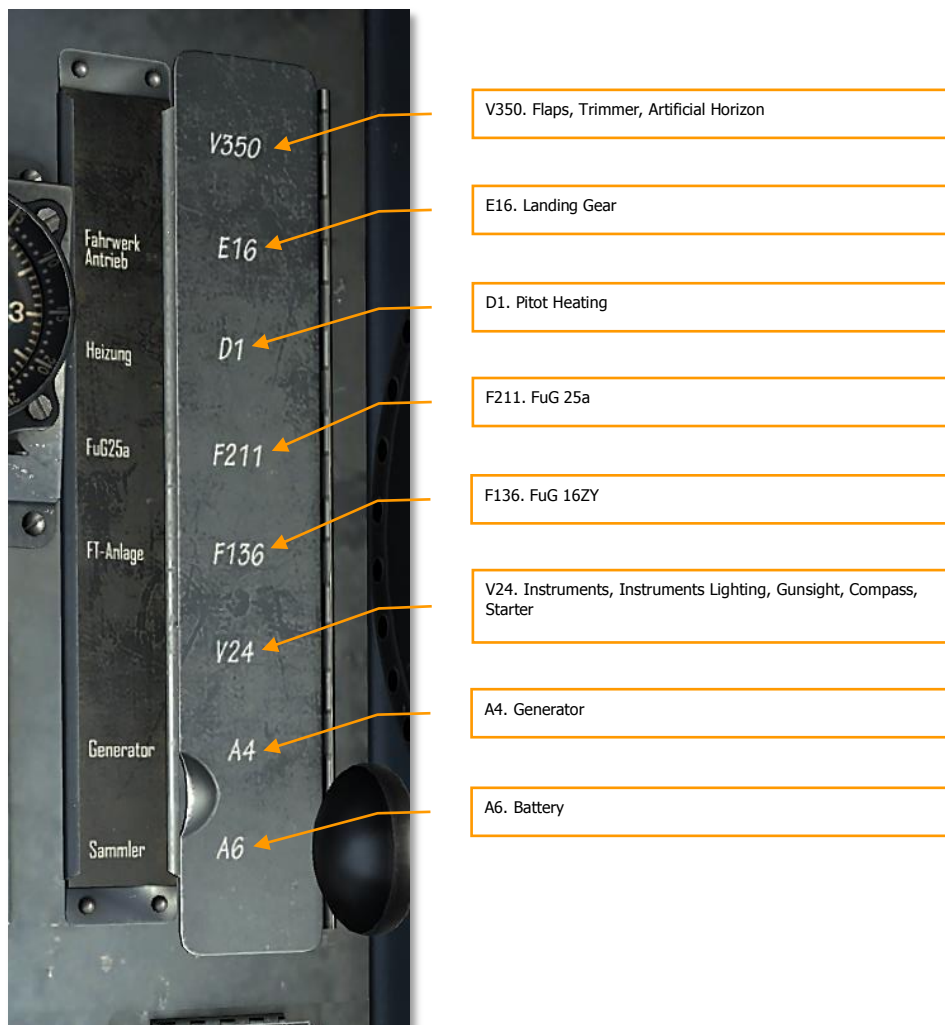 V350
V350. Flaps, Trimmer, Artificial Horizon
Fahrwerk
Antrieb
E16
E16. Landing Gear
3
Heizung
D1
D1. Pitot Heating
FuG25a
F211
F211. FuG 25a
FT-Anlage
F136
F136. FuG 16ZY
V24
V24. Instruments, Instruments Lighting, Gunsight, Compass,
Starter
Generator
A4
A4. Generator
Sammler
A6
A6. Battery